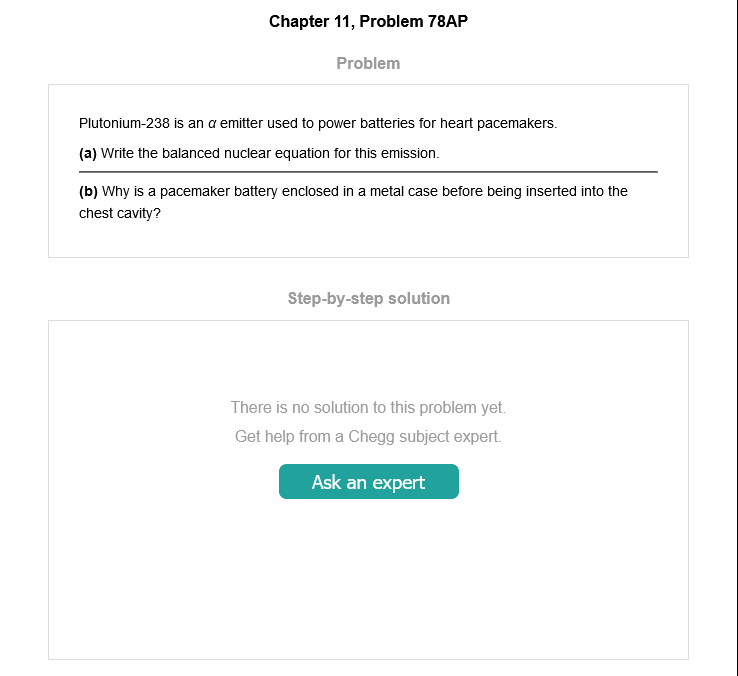 Chapter 11, Problem 78AP
Problem
Plutonium-238 is an α emitter used to power batteries for heart pacemakers.
(a) Write the balanced nuclear equation for this emission.
(b) Why is a pacemaker battery enclosed in a metal case before being inserted into the
chest cavity?
Step-by-step solution
There is no solution to this problem yet.
Get help from a Chegg subject expert.
Ask an expert